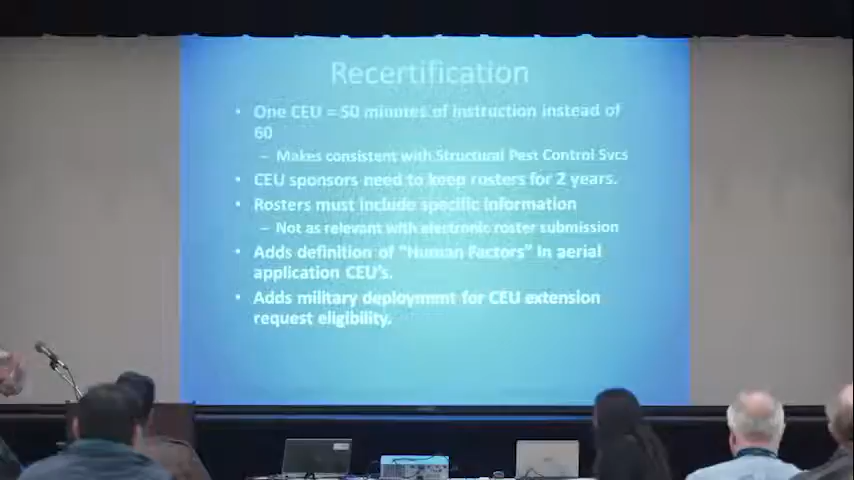 Recertification
• One CEU = 50 minutes of instruction instead of
60
– Makes consistent with Structural Pest Control Svcs
• CEU sponsors need to keep rosters for 2 years.
• Rosters must include specific information
– Not as relevant with electronic roster submission
• Adds definition of "Human Factors" in aerial
application CEU's.
• Adds military deployment for CEU extension
request eligibility.